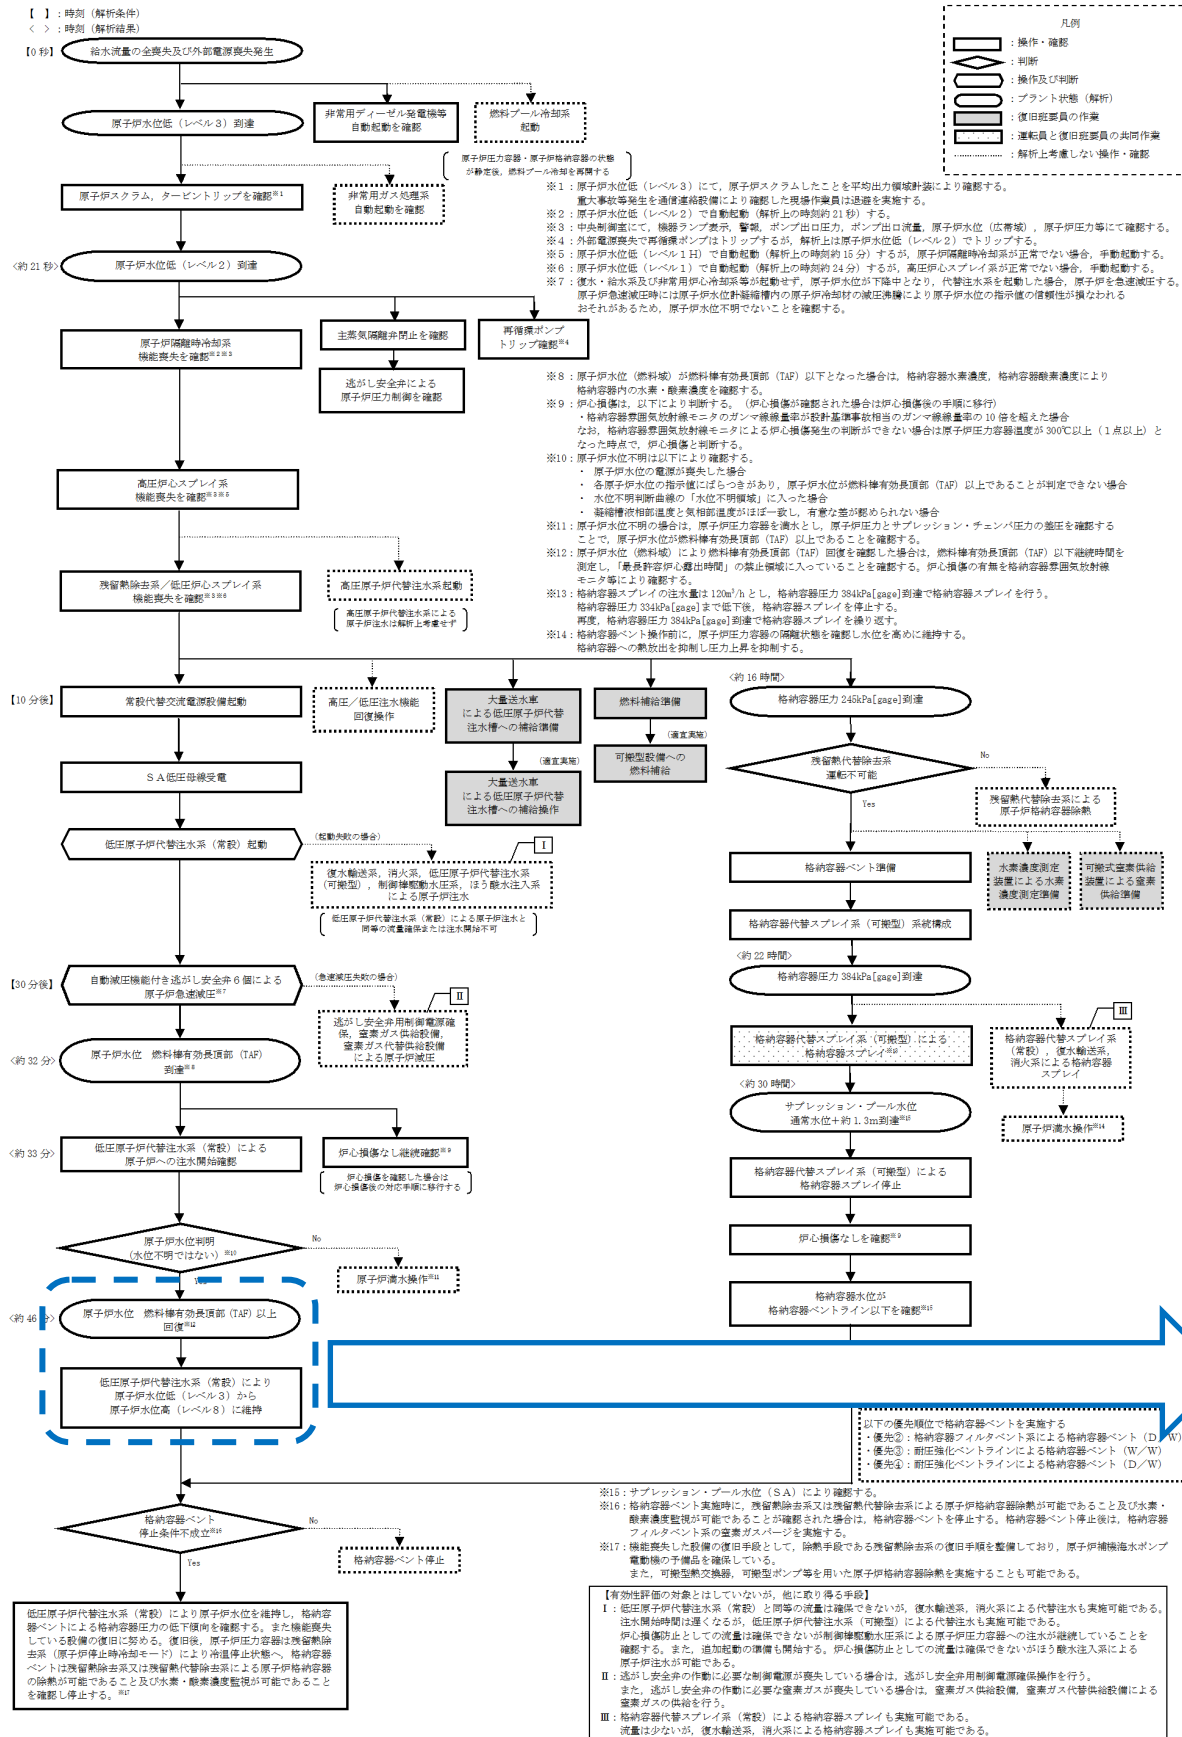 【　】：時刻（解析条件）
＜　＞：時刻（解析結果）
【0秒】
給水流量の全喪失及び外部電源喪失発生
原子炉水位低（レベル３）到達
非常用ディーゼル発電機等
自動起動を確認
燃料プール冷却系
起動
原子炉圧力容器・原子炉格納容器の状態
が静定後，燃料プール冷却を再開する
原子炉スクラム，タービントリップを確認※１
非常用ガス処理系
自動起動を確認
<約21秒>
原子炉水位低（レベル２）到達
原子炉隔離時冷却系
機能喪失を確認※２※３
主蒸気隔離弁閉止を確認
再循環ポンプ
トリップ確認※４
逃がし安全弁による
原子炉圧力制御を確認
高圧炉心スプレイ系
機能喪失を確認※３※５
残留熱除去系／低圧炉心スプレイ系
機能喪失を確認※３※６
高圧原子炉代替注水系起動
高圧原子炉代替注水系による
原子炉注水は解析上考慮せず
凡例
：操作・確認
：判断
：操作及び判断
：プラント状態（解析）
：復旧班要員の作業
：運転員と復旧班要員の共同作業
：解析上考慮しない操作・確認
※１：原子炉水位低（レベル３）にて，原子炉スクラムしたことを平均出力領域計装により確認する。
重大事故等発生を通信連絡設備により確認した現場作業員は退避を実施する。
※２：原子炉水位低（レベル２）で自動起動（解析上の時刻約21秒）する。
※３：中央制御室にて，機器ランプ表示，警報，ポンプ出口圧力，ポンプ出口流量，原子炉水位（広帯域），原子炉圧力等にて確認する。
※４：外部電源喪失で再循環ポンプはトリップするが，解析上は原子炉水位低（レベル２）でトリップする。
※５：原子炉水位低（レベル１Ｈ）で自動起動（解析上の時刻約15分）するが，原子炉隔離時冷却系が正常でない場合，手動起動する。
※６：原子炉水位低（レベル１）で自動起動（解析上の時刻約24分）するが，高圧炉心スプレイ系が正常でない場合，手動起動する。
※７：復水・給水系及び非常用炉心冷却系等が起動せず，原子炉水位が下降中となり，代替注水系を起動した場合，原子炉を急速減圧する。
原子炉急速減圧時には原子炉水位計凝縮槽内の原子炉冷却材の減圧沸騰により原子炉水位の指示値の信頼性が損なわれる
おそれがあるため，原子炉水位不明でないことを確認する。
※８：原子炉水位（燃料域）が燃料棒有効長頂部（TAF）以下となった場合は，格納容器水素濃度，格納容器酸素濃度により
格納容器内の水素・酸素濃度を確認する。
※９：炉心損傷は，以下により判断する。（炉心損傷が確認された場合は炉心損傷後の手順に移行）
・格納容器雰囲気放射線モニタのガンマ線線量率が設計基準事故相当のガンマ線線量率の10倍を超えた場合
なお，格納容器雰囲気放射線モニタによる炉心損傷発生の判断ができない場合は原子炉圧力容器温度が300℃以上（１点以上）と
なった時点で，炉心損傷と判断する。
※10：原子炉水位不明は以下により確認する。
・　原子炉水位の電源が喪失した場合
・　各原子炉水位の指示値にばらつきがあり，原子炉水位が燃料棒有効長頂部（TAF）以上であることが判定できない場合
・　水位不明判断曲線の「水位不明領域」に入った場合
・　凝縮槽液相部温度と気相部温度がほぼ一致し，有意な差が認められない場合
※11：原子炉水位不明の場合は，原子炉圧力容器を満水とし，原子炉圧力とサプレッション・チェンバ圧力の差圧を確認する
ことで，原子炉水位が燃料棒有効長頂部（TAF）以上であることを確認する。
※12：原子炉水位（燃料域）により燃料棒有効長頂部（TAF）回復を確認した場合は，燃料棒有効長頂部（TAF）以下継続時間を
測定し，「最長許容炉心露出時間」の禁止領域に入っていることを確認する。炉心損傷の有無を格納容器雰囲気放射線
モニタ等により確認する。
※13：格納容器スプレイの注水量は120m³/hとし，格納容器圧力384kPa[gage]到達で格納容器スプレイを行う。
格納容器圧力334kPa[gage]まで低下後，格納容器スプレイを停止する。
再度，格納容器圧力384kPa[gage]到達で格納容器スプレイを繰り返す。
※14：格納容器ベント操作前に，原子炉圧力容器の隔離状態を確認し水位を高めに維持する。
格納容器への熱放出を抑制し圧力上昇を抑制する。
【10分後】
常設代替交流電源設備起動
高圧／低圧注水機能
回復操作
大量送水車
による低圧原子炉代替
注水槽への補給準備
燃料補給準備
（適宜実施）
（適宜実施）
可搬型設備への
燃料補給
大量送水車
による低圧原子炉代替
注水槽への補給操作
ＳＡ低圧母線受電
低圧原子炉代替注水系（常設）起動
（起動失敗の場合）
Ⅰ
復水輸送系，消火系，低圧原子炉代替注水系
（可搬型），制御棒駆動水圧系，ほう酸水注入系
による原子炉注水
低圧原子炉代替注水系（常設）による原子炉注水と
同等の流量確保または注水開始不可
【30分後】
自動減圧機能付き逃がし安全弁６個による
原子炉急速減圧※７
（急速減圧失敗の場合）
Ⅱ
逃がし安全弁用制御電源確
保，窒素ガス供給設備，
窒素ガス代替供給設備
による原子炉減圧
<約32分>
原子炉水位　燃料棒有効長頂部（TAF）
到達※８
<約33分>
低圧原子炉代替注水系（常設）による
原子炉への注水開始確認
炉心損傷なし継続確認※９
炉心損傷を確認した場合は
炉心損傷後の対応手順に移行する
原子炉水位判明
（水位不明ではない）※10
No
Yes
原子炉満水操作※11
<約46分>
原子炉水位　燃料棒有効長頂部（TAF）以上
回復※12
低圧原子炉代替注水系（常設）により
原子炉水位低（レベル３）から
原子炉水位高（レベル８）に維持
<約16時間>
格納容器圧力245kPa[gage]到達
残留熱代替除去系
運転不可能
No
Yes
残留熱代替除去系による
原子炉格納容器除熱
格納容器ベント準備
水素濃度測定
装置による水素
濃度測定準備
可搬式窒素供給
装置による窒素
供給準備
格納容器代替スプレイ系（可搬型）系統構成
<約22時間>
格納容器圧力384kPa[gage]到達
Ⅲ
格納容器代替スプレイ系（可搬型）による
格納容器スプレイ※13
格納容器代替スプレイ系
（常設），復水輸送系，
消火系による格納容器
スプレイ
<約30時間>
サプレッション・プール水位
通常水位＋約1.3m到達※15
原子炉満水操作※14
格納容器代替スプレイ系（可搬型）による
格納容器スプレイ停止
炉心損傷なしを確認※９
格納容器水位が
格納容器ベントライン以下を確認※15
以下の優先順位で格納容器ベントを実施する
・優先②：格納容器フィルタベント系による格納容器ベント（Ｄ／Ｗ）
・優先③：耐圧強化ベントラインによる格納容器ベント（Ｗ／Ｗ）
・優先④：耐圧強化ベントラインによる格納容器ベント（Ｄ／Ｗ）
格納容器ベント
停止条件不成立※16
No
Yes
格納容器ベント停止
低圧原子炉代替注水系（常設）により原子炉水位を維持し，格納容
器ベントによる格納容器圧力の低下傾向を確認する。また機能喪失
している設備の復旧に努める。復旧後，原子炉圧力容器は残留熱除
去系（原子炉停止時冷却モード）により冷温停止状態へ，格納容器
ベントは残留熱除去系又は残留熱代替除去系による原子炉格納容器
の除熱が可能であること及び水素・酸素濃度監視が可能であること
を確認し停止する。※17
※15：サプレッション・プール水位（ＳＡ）により確認する。
※16：格納容器ベント実施時に，残留熱除去系又は残留熱代替除去系による原子炉格納容器除熱が可能であること及び水素・
酸素濃度監視が可能であることが確認された場合は，格納容器ベントを停止する。格納容器ベント停止後は，格納容器
フィルタベント系の窒素ガスパージを実施する。
※17：機能喪失した設備の復旧手段として，除熱手段である残留熱除去系の復旧手順を整備しており，原子炉補機海水ポンプ
電動機の予備品を確保している。
また，可搬型熱交換器，可搬型ポンプ等を用いた原子炉格納容器除熱を実施することも可能である。
【有効性評価の対象とはしていないが，他に取り得る手段】
Ⅰ：低圧原子炉代替注水系（常設）と同等の流量は確保できないが，復水輸送系，消火系による代替注水も実施可能である。
注水開始時間は遅くなるが，低圧原子炉代替注水系（可搬型）による代替注水も実施可能である。
炉心損傷防止としての流量は確保できないが制御棒駆動水圧系による原子炉圧力容器への注水が継続していることを
確認する。また，追加起動の準備も開始する。炉心損傷防止としての流量は確保できないがほう酸水注入系による
原子炉注水が可能である。
Ⅱ：逃がし安全弁の作動に必要な制御電源が喪失している場合は，逃がし安全弁用制御電源確保操作を行う。
また，逃がし安全弁の作動に必要な窒素ガスが喪失している場合は，窒素ガス供給設備，窒素ガス代替供給設備による
窒素ガスの供給を行う。
Ⅲ：格納容器代替スプレイ系（常設）による格納容器スプレイも実施可能である。
流量は少ないが，復水輸送系，消火系による格納容器スプレイも実施可能である。